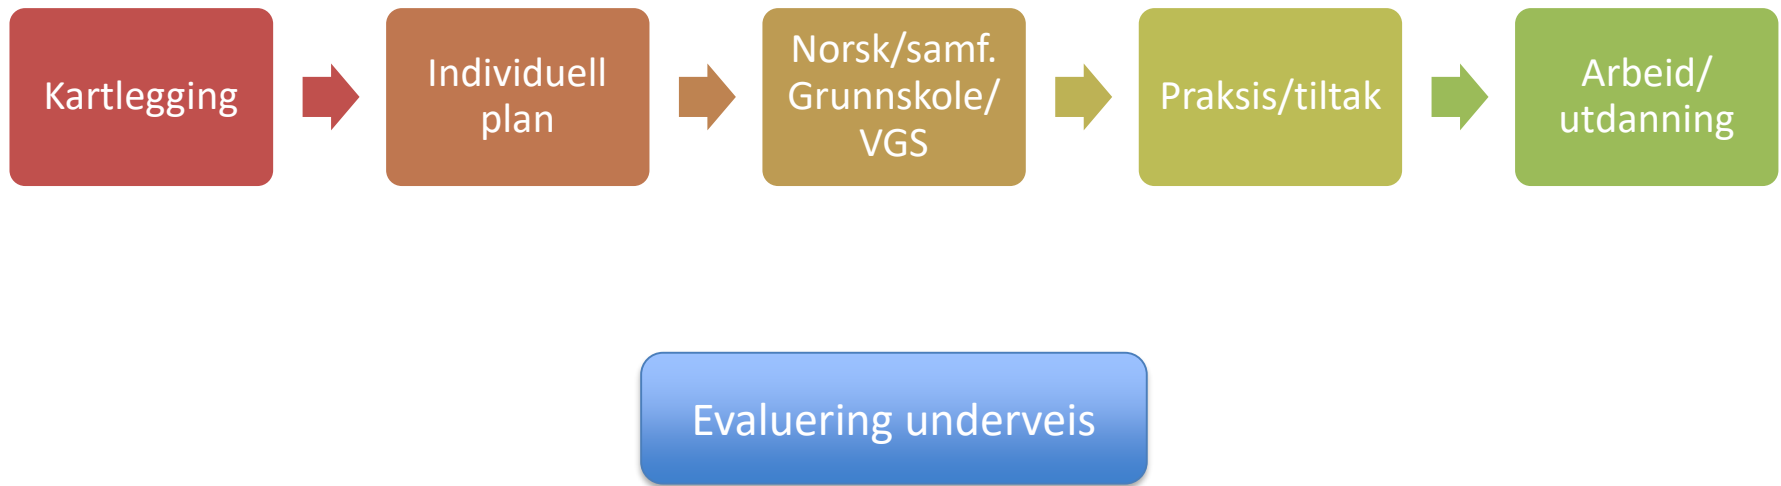 Kartlegging
Individuell
plan
Norsk/samf.
Grunnskole/
VGS
Praksis/tiltak
Arbeid/
utdanning
Evaluering underveis